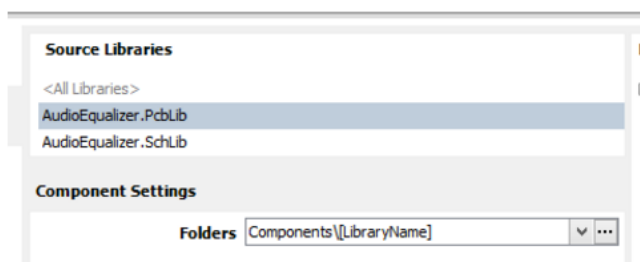 Source Libraries
<All Libraries>
AudioEqualizer.PcbLib
AudioEqualizer.SchLib
Component Settings
Folders Components\[LibraryName]